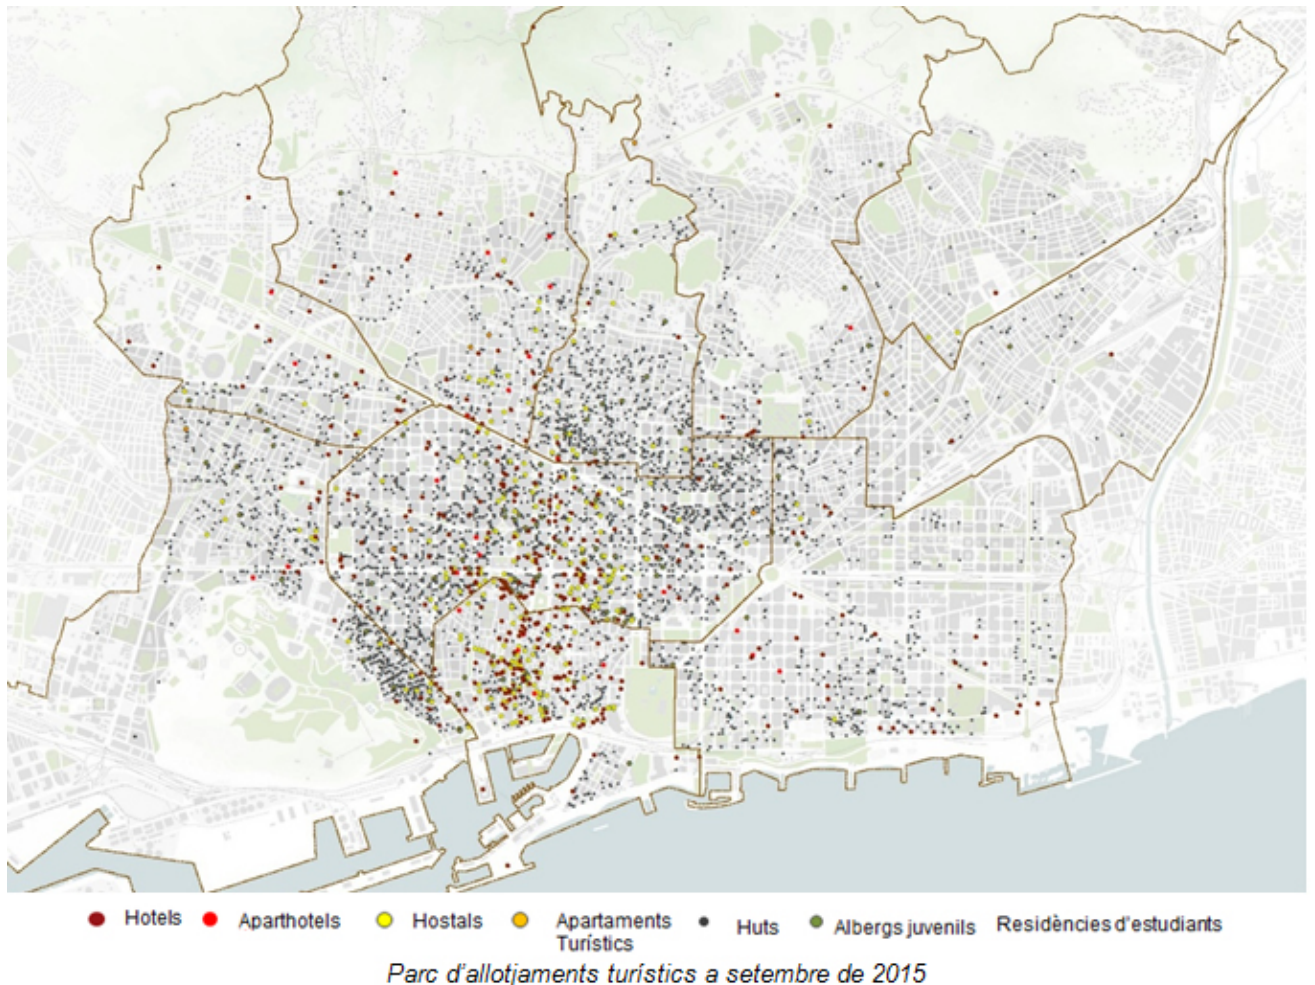 Hotels
Aparthotels
Hostals
Apartaments
Turístics
Huts
Albergs juvenils
Residències d'estudiants
Parc d'allotjaments turístics a setembre de 2015